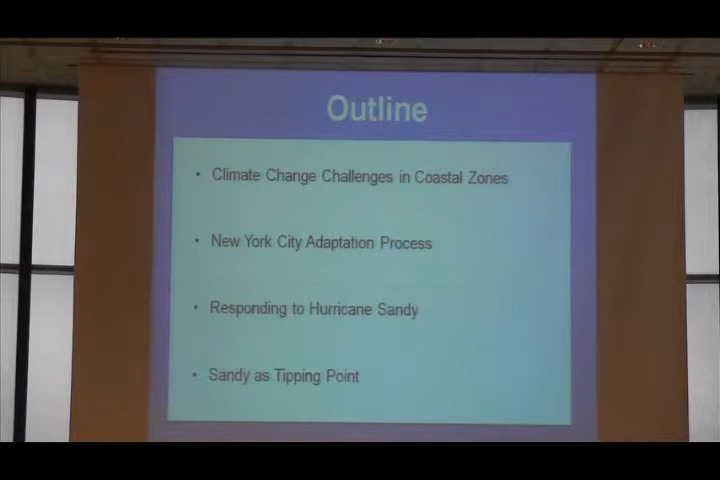 Outline
• Climate Change Challenges in Coastal Zones
• New York City Adaptation Process
• Responding to Hurricane Sandy
• Sandy as Tipping Point